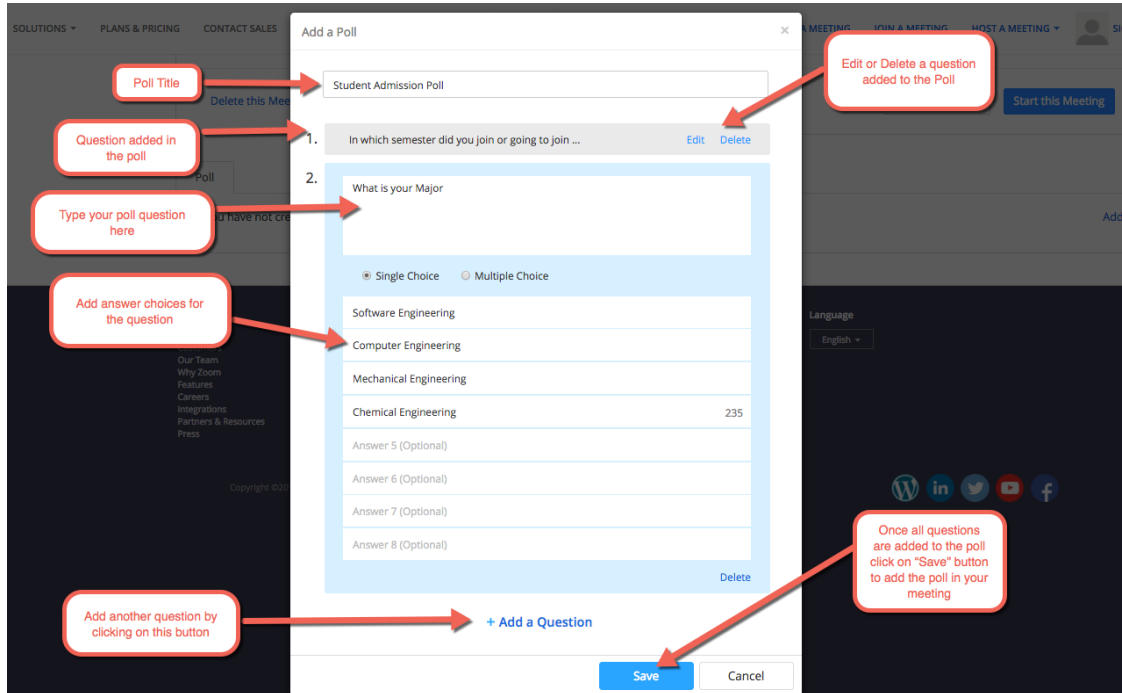 SOLUTIONS PLANS & PRICING CONTACT SALES
Add a Poll ×
A MEETING JOIN A MEETING HOST A MEETING SI
Poll Title
Student Admission Poll
Edit or Delete a question
added to the Poll
Delete this Mee
Start this Meeting
Question added in
the poll
1. In which semester did you join or going to join ... Edit Delete
Poll
2. What is your Major
Type your poll question
here
u have not cre
Add
Single Choice Multiple Choice
Add answer choices for
the question
Software Engineering
Computer Engineering
Mechanical Engineering
Chemical Engineering 235
Answer 5 (Optional)
Answer 6 (Optional)
Answer 7 (Optional)
Answer 8 (Optional)
Delete
Our Team
Why Zoom
Features
Careers
Integrations
Partners & Resources
Press
Language
English
Copyright ©20
in
Once all questions
are added to the poll
click on “Save” button
to add the poll in your
meeting
Add another question by
clicking on this button
+ Add a Question
Save Cancel